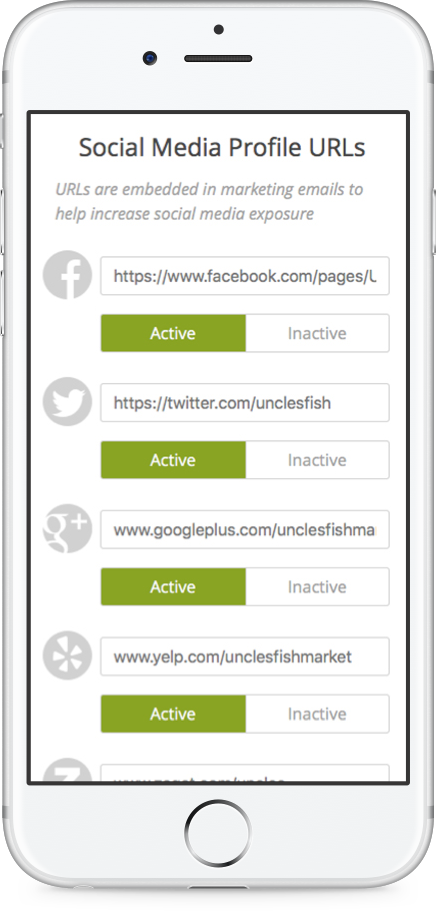 Social Media Profile URLs
URLs are embedded in marketing emails to
help increase social media exposure
https://www.facebook.com/pages/U
Active Inactive
https://twitter.com/unclesfish
Active Inactive
g+ www.googleplus.com/unclesfishma
Active Inactive
www.yelp.com/unclesfishmarket
Active Inactive